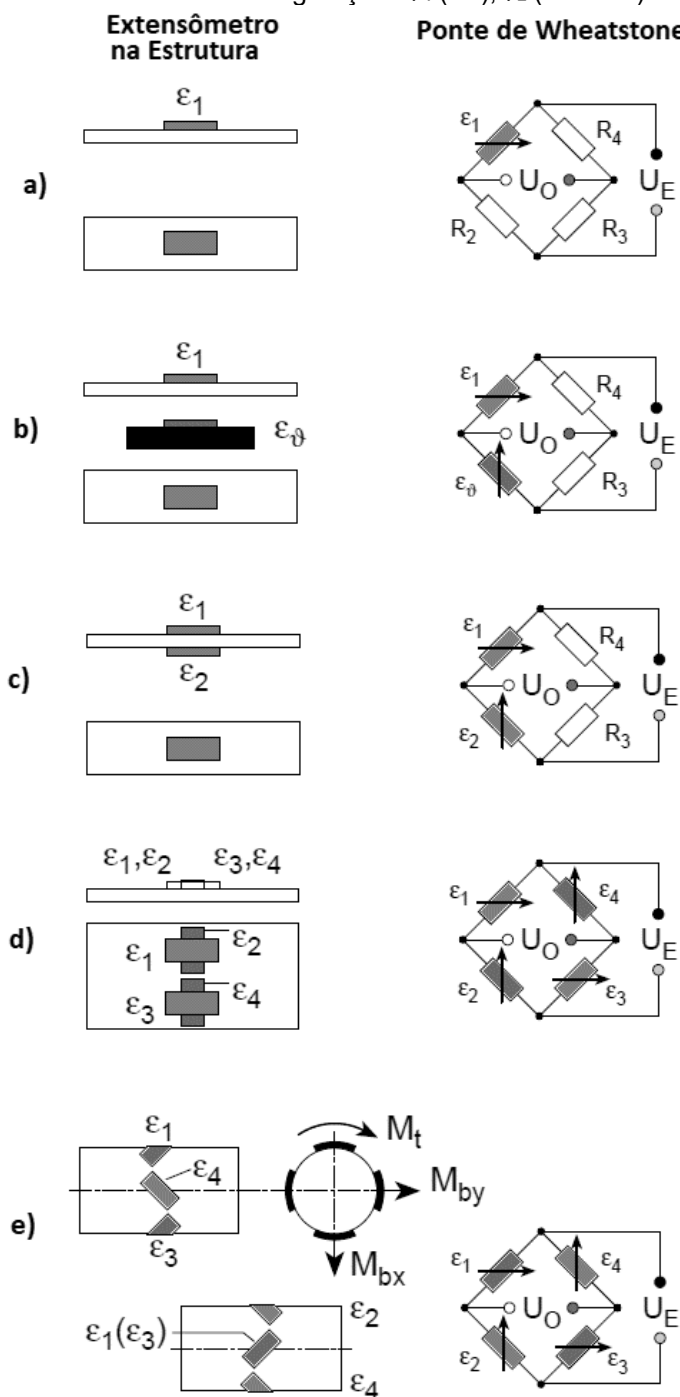 Extensômetro
na Estrutura
Ponte de Wheatstone
a)
ε1
ε1
R4
UO
UE
R2
R3
b)
ε1
εϑ
ε1
R4
UO
UE
εϑ
R3
c)
ε1
ε2
ε1
R4
UO
UE
ε2
R3
d)
ε1,ε2 ε3,ε4
ε1
ε2
ε3
ε4
ε1
ε4
UO
UE
ε2
ε3
e)
ε1
ε4
ε3
Mt
Mby
Mbx
ε1(ε3)
ε2
ε4
ε1
ε4
UO
UE
ε2
ε3